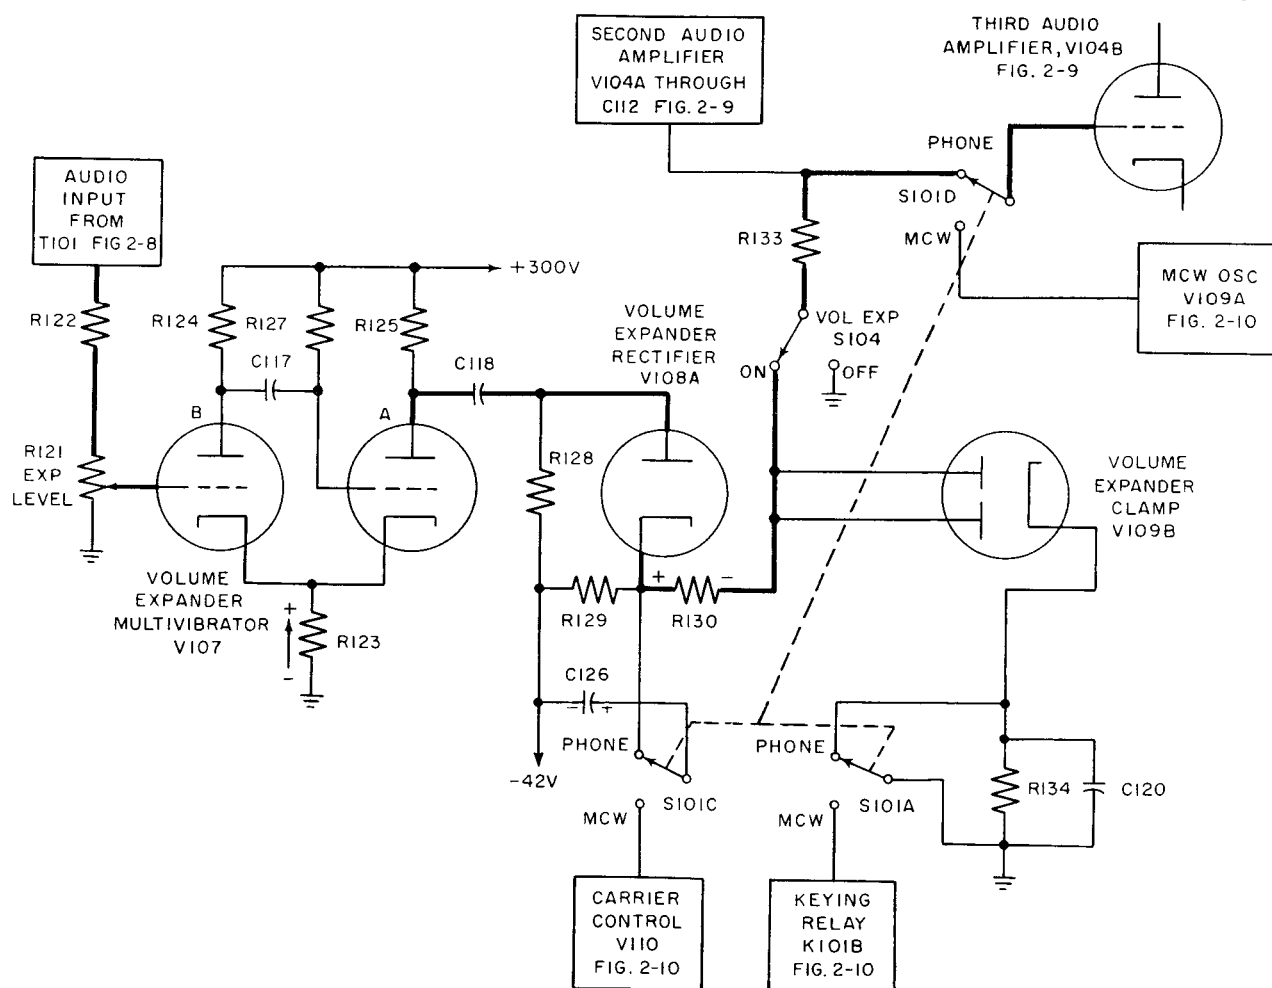 SECOND AUDIO
AMPLIFIER
V104A THROUGH
C112 FIG. 2-9
THIRD AUDIO
AMPLIFIER, V104B
FIG. 2-9
PHONE
S101D
MCW
AUDIO
INPUT
FROM
T101 FIG 2-8
R133
MCW OSC
V109A
FIG. 2-10
+300V
R122
R124
R127
R125
VOLUME
EXPANDER
RECTIFIER
V108A
VOL EXP
S104
ON
OFF
C117
C118
B
A
R121
EXP
LEVEL
R128
VOLUME
EXPANDER
CLAMP
V109B
VOLUME
EXPANDER
MULTIVIBRATOR
V107
+
-
R123
R129
+
-
R130
C126
-
+
PHONE
PHONE
-42V
S101C
S101A
R134
C120
MCW
MCW
CARRIER
CONTROL
V110
FIG. 2-10
KEYING
RELAY
K101B
FIG. 2-10